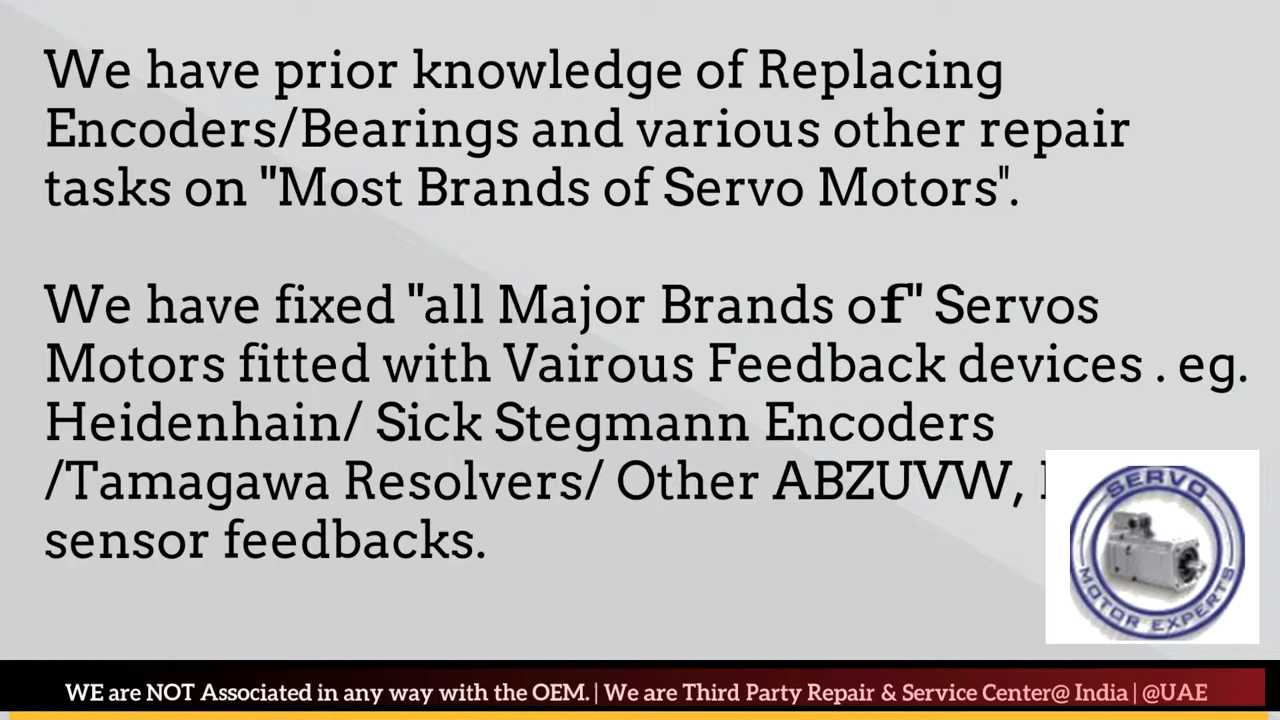 We have prior knowledge of Replacing
Encoders/Bearings and various other repair
tasks on "Most Brands of Servo Motors".
We have fixed "all Major Brands of" Servos
Motors fitted with Vairous Feedback devices . eg.
Heidenhain/ Sick Stegmann Encoders
/Tamagawa Resolvers/ Other ABZUVW,
sensor feedbacks.
SERVO
MOTOR EXPERTS
WE are NOT Associated in any way with the OEM. | We are Third Party Repair & Service Center@ India | @UAE